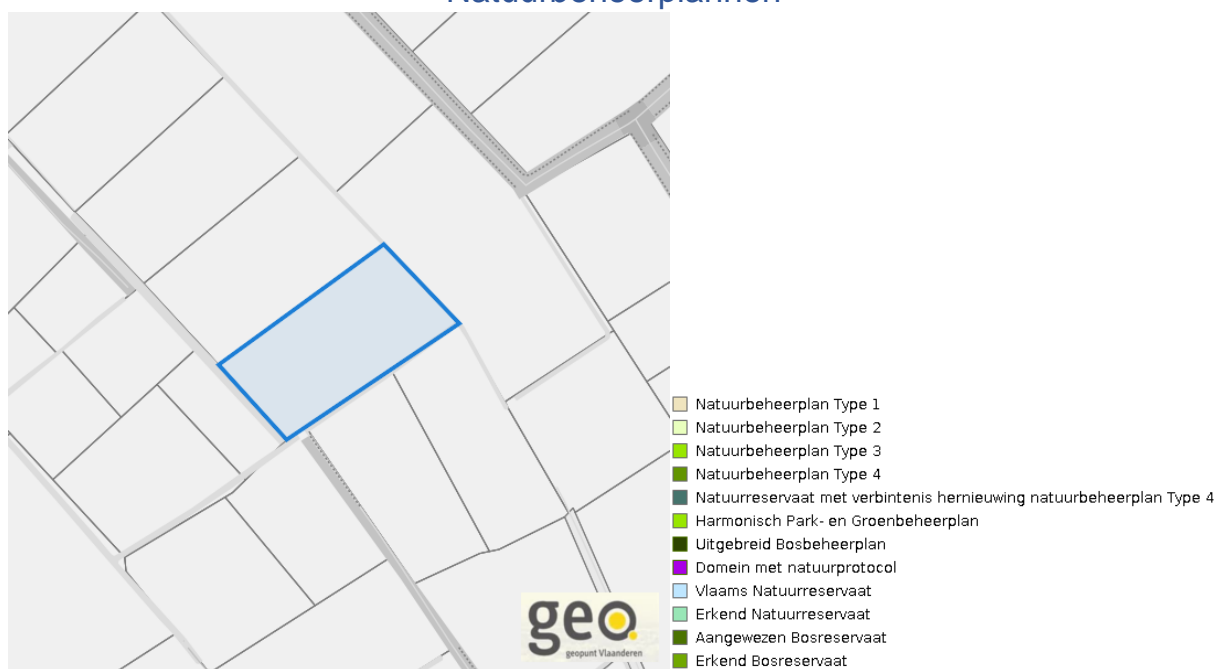 Natuurbeheerplannen
Natuurbeheerplan Type 1
Natuurbeheerplan Type 2
Natuurbeheerplan Type 3
Natuurbeheerplan Type 4
Natuurreservaat met verbintenis hernieuwing natuurbeheerplan Type 4
Harmonisch Park- en Groenbeheerplan
Uitgebreid Bosbeheerplan
Domein met natuurprotocol
Vlaams Natuurreservaat
Erkend Natuurreservaat
Aangewezen Bosreservaat
Erkend Bosreservaat
geo
geopunt Vlaanderen